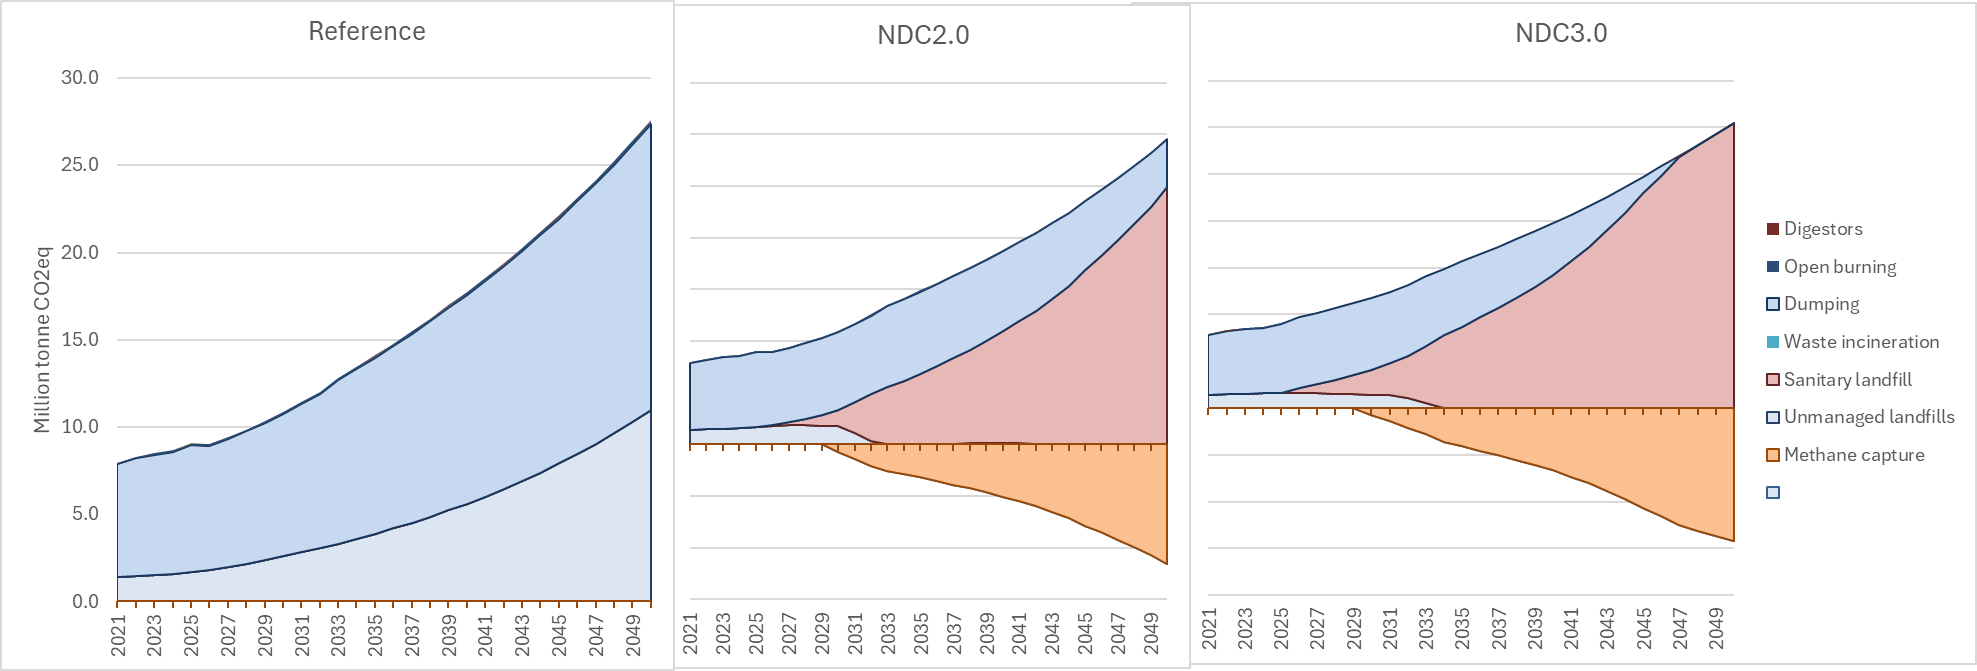 Reference
NDC2.0
NDC3.0
Million tonne CO2eq
30.0
25.0
20.0
15.0
10.0
5.0
0.0
2021 2023 2025 2027 2029 2031 2033 2035 2037 2039 2041 2043 2045 2047 2049
2021 2023 2025 2027 2029 2031 2033 2035 2037 2039 2041 2043 2045 2047 2049
2021 2023 2025 2027 2029 2031 2033 2035 2037 2039 2041 2043 2045 2047 2049
Digestors
Open burning
Dumping
Waste incineration
Sanitary landfill
Unmanaged landfills
Methane capture